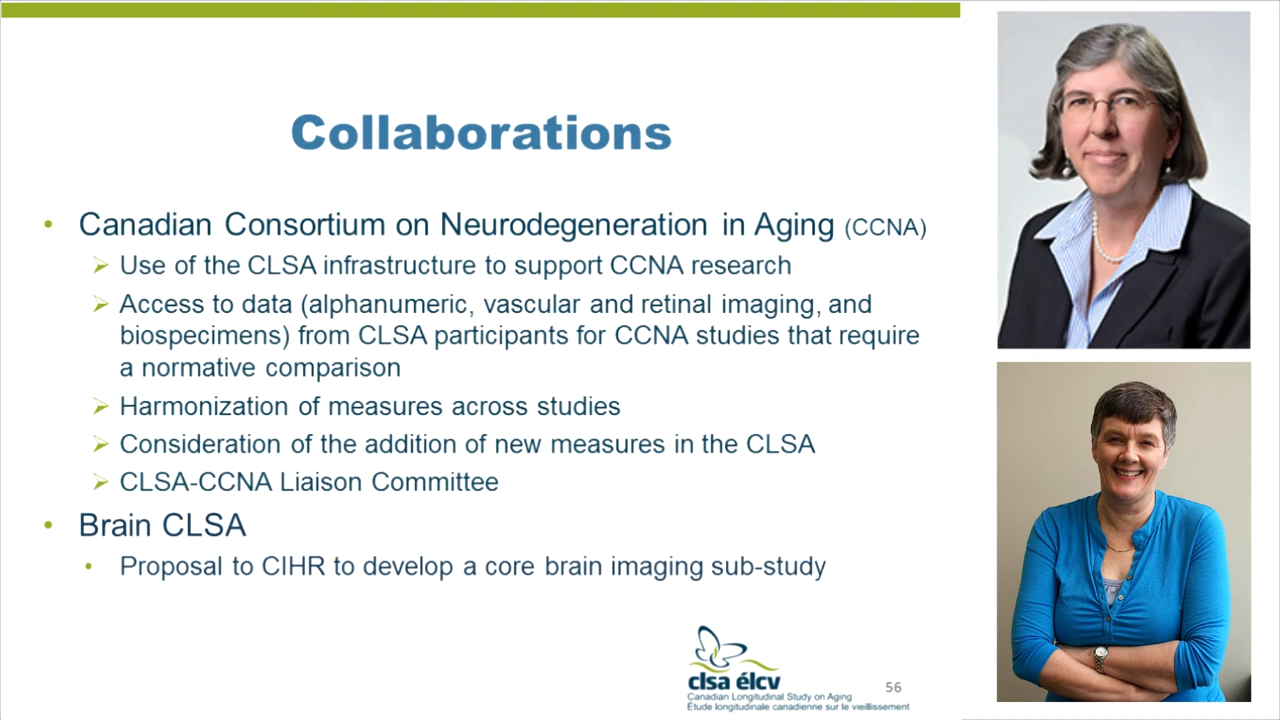 Collaborations
Canadian Consortium on Neurodegeneration in Aging (CCNA)
Use of the CLSA infrastructure to support CCNA research
Access to data (alphanumeric, vascular and retinal imaging, and
biospecimens) from CLSA participants for CCNA studies that require
a normative comparison
Harmonization of measures across studies
Consideration of the addition of new measures in the CLSA
CLSA-CCNA Liaison Committee
Brain CLSA
Proposal to CIHR to develop a core brain imaging sub-study
clsa élcv
Canadian Longitudinal Study on Aging
Étude longitudinale canadienne sur le vieillissement
56